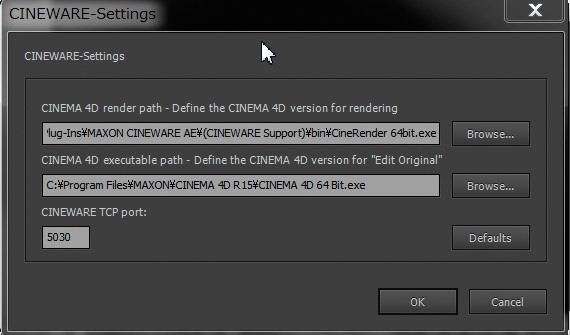 CINEWARE-Settings
X
CINEWARE-Settings
CINEMA 4D render path - Define the CINEMA 4D version for rendering
lug-Ins¥MAXON CINEWARE AE¥(CINEWARE Support)¥bin¥CineRender 64bit.exe
Browse...
CINEMA 4D executable path - Define the CINEMA 4D version for "Edit Original"
C:¥Program Files¥MAXON¥CINEMA 4D R15¥CINEMA 4D 64 Bit.exe
Browse...
CINEWARE TCP port:
5030
Defaults
OK
Cancel